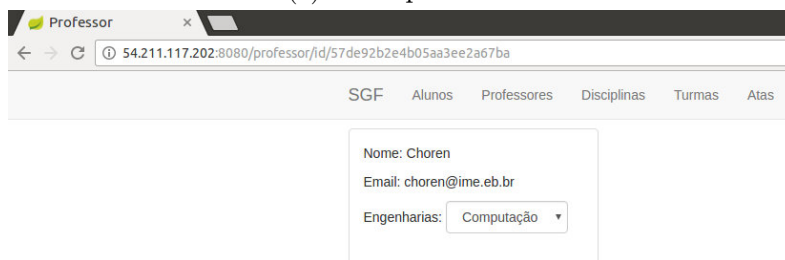 Professor
54.211.117.202:8080/professor/id/57de92b2e4b05aa3ee2a67ba
SGF Alunos Professores Disciplinas Turmas Atas
Nome: Choren
Email: choren@ime.eb.br
Engenharias: Computação